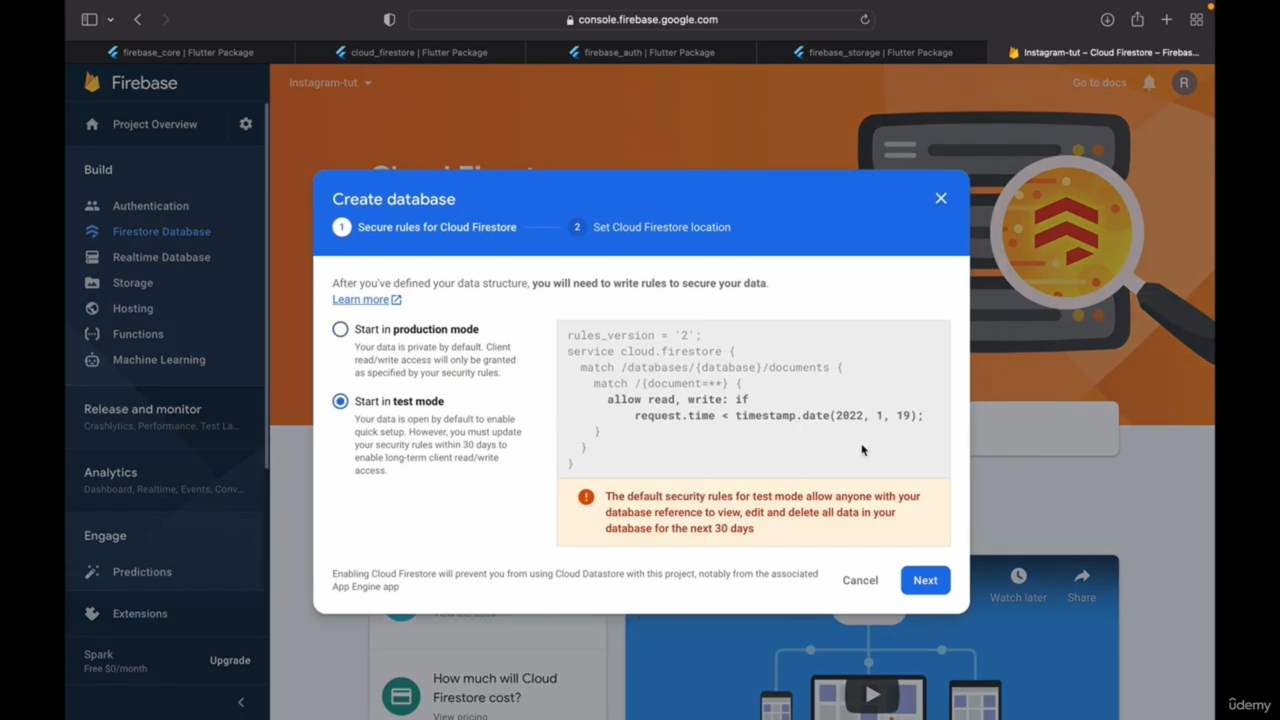 console.firebase.google.com
firebase_core | Flutter Package
cloud_firestore | Flutter Package
firebase_auth | Flutter Package
firebase_storage | Flutter Package
Instagram-tut – Cloud Firestore – Firebas...
Firebase
Instagram-tut
Go to docs
R
Project Overview
Build
Authentication
Firestore Database
Realtime Database
Storage
Hosting
Functions
Machine Learning
Release and monitor
Crashlytics, Performance, Test La...
Analytics
Dashboard, Realtime, Events, Conv...
Engage
Predictions
Extensions
Spark
Free $0/month
Upgrade
Create database
1 Secure rules for Cloud Firestore
2 Set Cloud Firestore location
After you've defined your data structure, you will need to write rules to secure your data.
Learn more
Start in production mode
Your data is private by default. Client
read/write access will only be granted
as specified by your security rules.
Start in test mode
Your data is open by default to enable
quick setup. However, you must update
your security rules within 30 days to
enable long-term client read/write
access.
rules_version = '2';
service cloud.firestore {
match /databases/{database}/documents {
match /{document=**} {
allow read, write: if
request.time < timestamp.date(2022, 1, 19);
}
}
}
The default security rules for test mode allow anyone with your
database reference to view, edit and delete all data in your
database for the next 30 days
Enabling Cloud Firestore will prevent you from using Cloud Datastore with this project, notably from the associated
App Engine app
Cancel
Next
Watch later
Share
How much will Cloud
Firestore cost?
View pricing
ûdemy